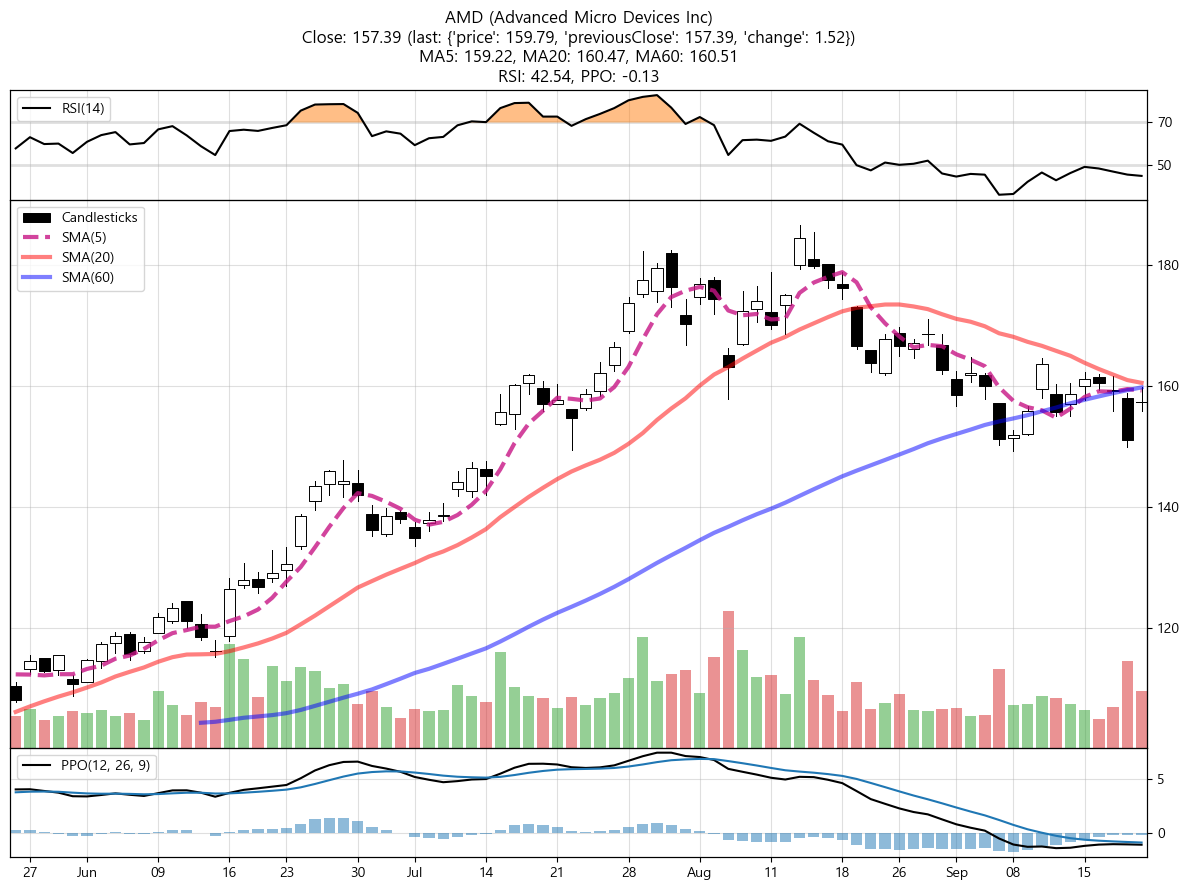 AMD (Advanced Micro Devices Inc)
Close: 157.39 (last: {'price': 159.79, 'previousClose': 157.39, 'change': 1.52})
MA5: 159.22, MA20: 160.47, MA60: 160.51
RSI: 42.54, PPO: -0.13
RSI(14)
70
50
Candlesticks
SMA(5)
SMA(20)
SMA(60)
180
160
140
120
PPO(12, 26, 9)
5
0
27 Jun 09 16 23 30 Jul 14 21 28 Aug 11 18 26 Sep 08 15